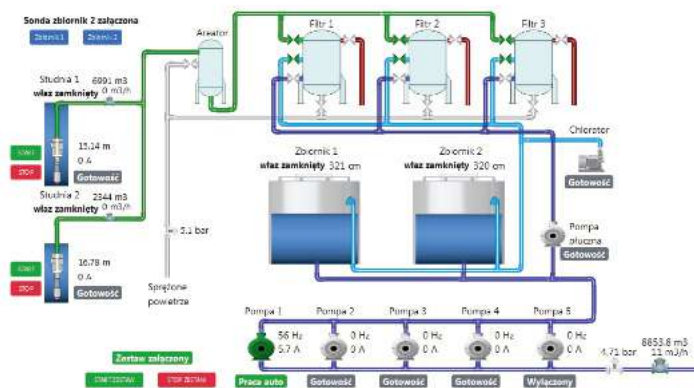 Sonda zbiornik 2 załączona
Zbiornik 1
Zbiornik 2
Areator
Filtr 1
Filtr 2
Filtr 3
Studnia 1
6991 m3
właz zamknięty
0 m3/h
START
STOP
15.14 m
0 A
Gotowość
Studnia 2
2344 m3
właz zamknięty
0 m3/h
START
STOP
16.78 m
0 A
Gotowość
5.1 bar
Sprężone
powietrze
Zbiornik 1
właz zamknięty 321 cm
Zbiornik 2
właz zamknięty 320 cm
Chlorator
Gotowość
Pompa
płuczna
Gotowość
Pompa 1
56 Hz
5.7 A
Praca auto
Pompa 2
0 Hz
0 A
Gotowość
Pompa 3
0 Hz
0 A
Gotowość
Pompa 4
0 Hz
0 A
Gotowość
Pompa 5
0 Hz
0 A
Wyłączony
4.71 bar
8853.8 m3
11 m3/h
Zestaw załączony
START ZESTAW
STOP ZESTAW